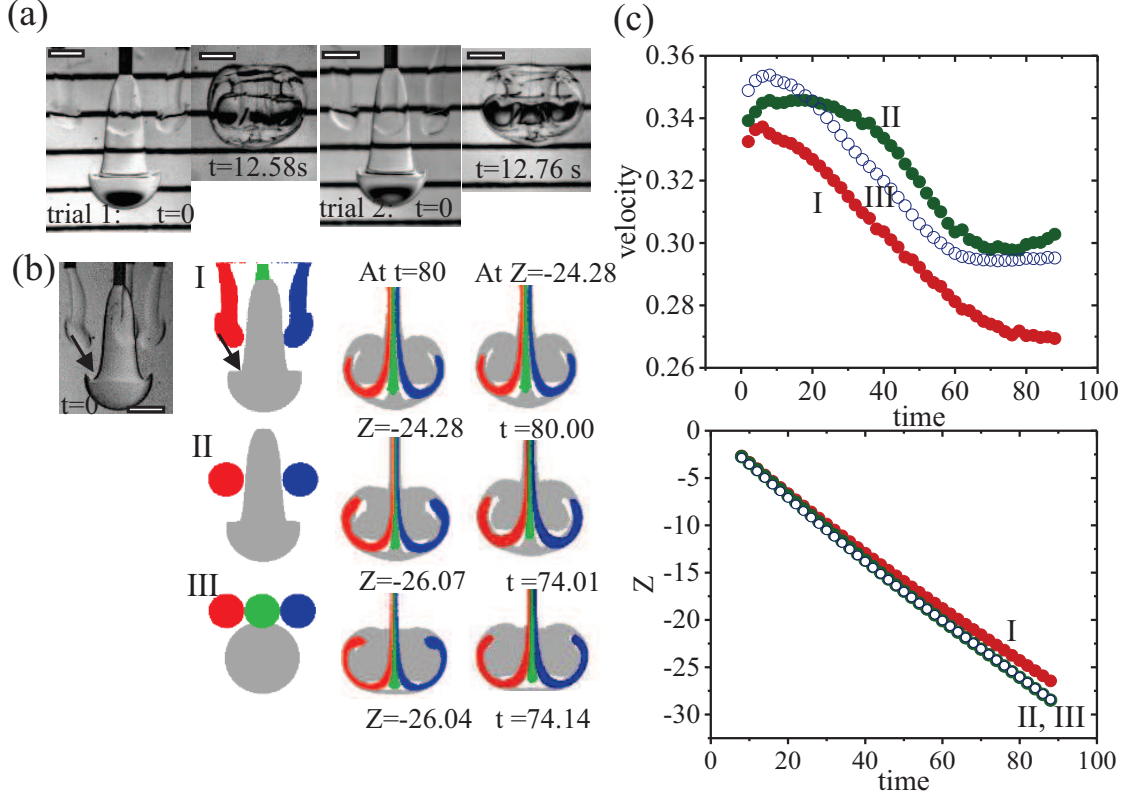 (a)
trial 1: t=0
t=12.58s
trial 2: t=0
t=12.76 s
(b)
t=0
I
At t=80
At Z=-24.28
Z=-24.28
t=80.00
II
Z=-26.07
t =74.01
III
Z=-26.04
t =74.14
(c)
velocity
0.36
0.34
0.32
0.30
0.28
0.26
I
II
III
0
20
40
60
80
100
time
Z
0
-5
-10
-15
-20
-25
-30
I
II, III
0
20
40
60
80
100
time